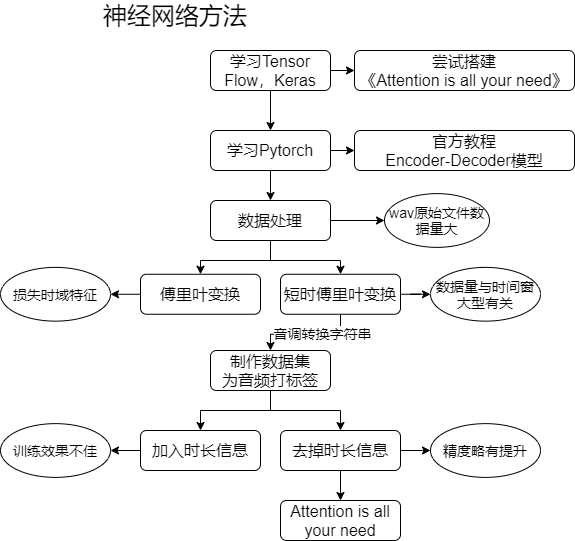 神经网络方法
学习Tensor
Flow，Keras
尝试搭建
《Attention is all your need》
学习Pytorch
官方教程
Encoder-Decoder模型
数据处理
wav原始文件数
据量大
损失时域特征
傅里叶变换
短时傅里叶变换
数据量与时间窗
大型有关
音调转换字符串
制作数据集
为音频打标签
训练效果不佳
加入时长信息
去掉时长信息
精度略有提升
Attention is all
your need